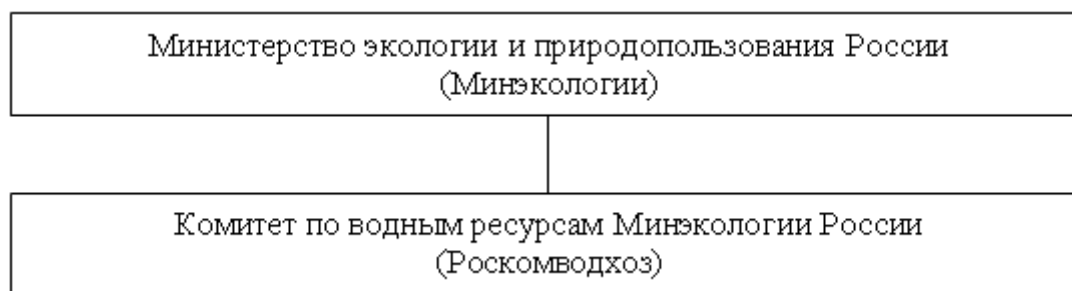 Министерство экологии и природопользования России
(Минэкологии)
Комитет по водным ресурсам Минэкологии России
(Роскомводхоз)